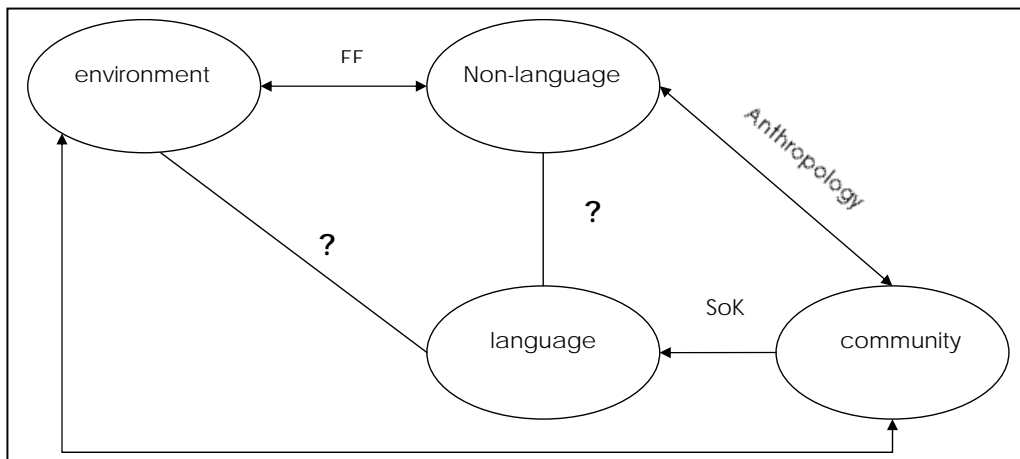 environment
FF
Non-language
Anthropology
?
?
language
SoK
community